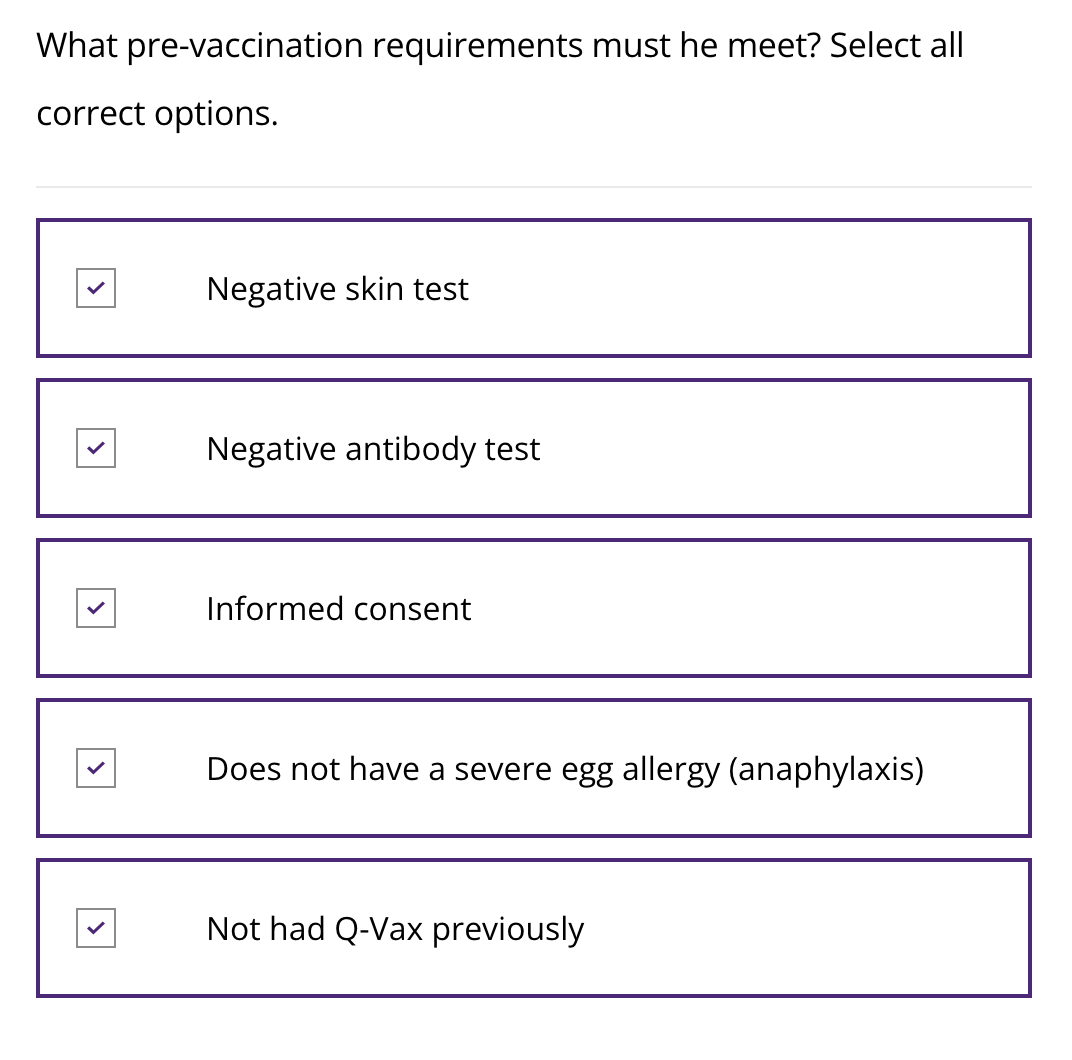 What pre-vaccination requirements must he meet? Select all
correct options.
Negative skin test
Negative antibody test
Informed consent
Does not have a severe egg allergy (anaphylaxis)
Not had Q-Vax previously